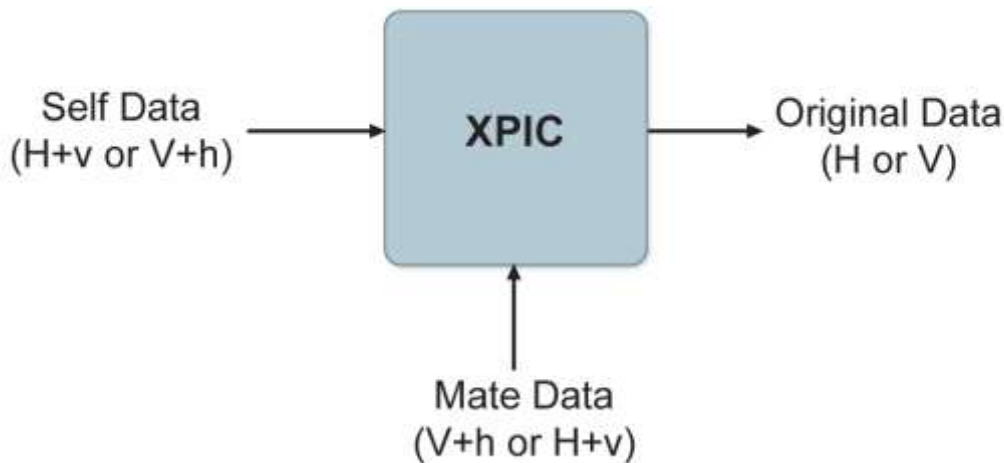 Self Data
(H+v or V+h)
XPIC
Original Data
(H or V)
Mate Data
(V+h or H+v)